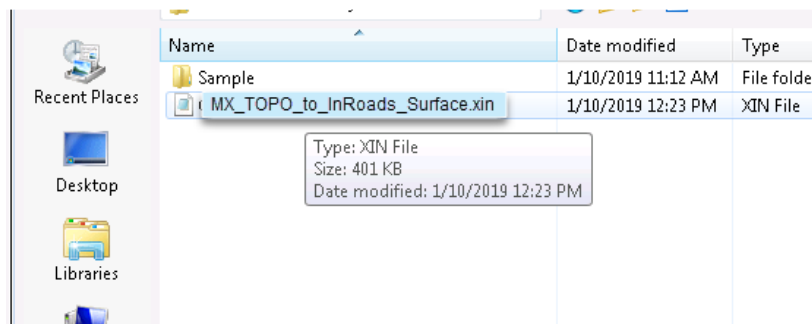 Name Date modified Type
Sample 1/10/2019 11:12 AM File folde
MX_TOPO_to_InRoads_Surface.xin 1/10/2019 12:23 PM XIN File
Type: XIN File
Size: 401 KB
Date modified: 1/10/2019 12:23 PM
Recent Places
Desktop
Libraries